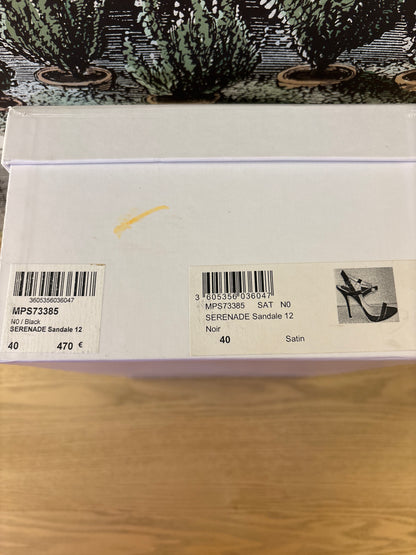 3605356036047
MPS73385
N0 / Black
SERENADE Sandale 12
40 470 €
3 605356 036047
MPS73385 SAT N0
SERENADE Sandale 12
Noir
40 Satin